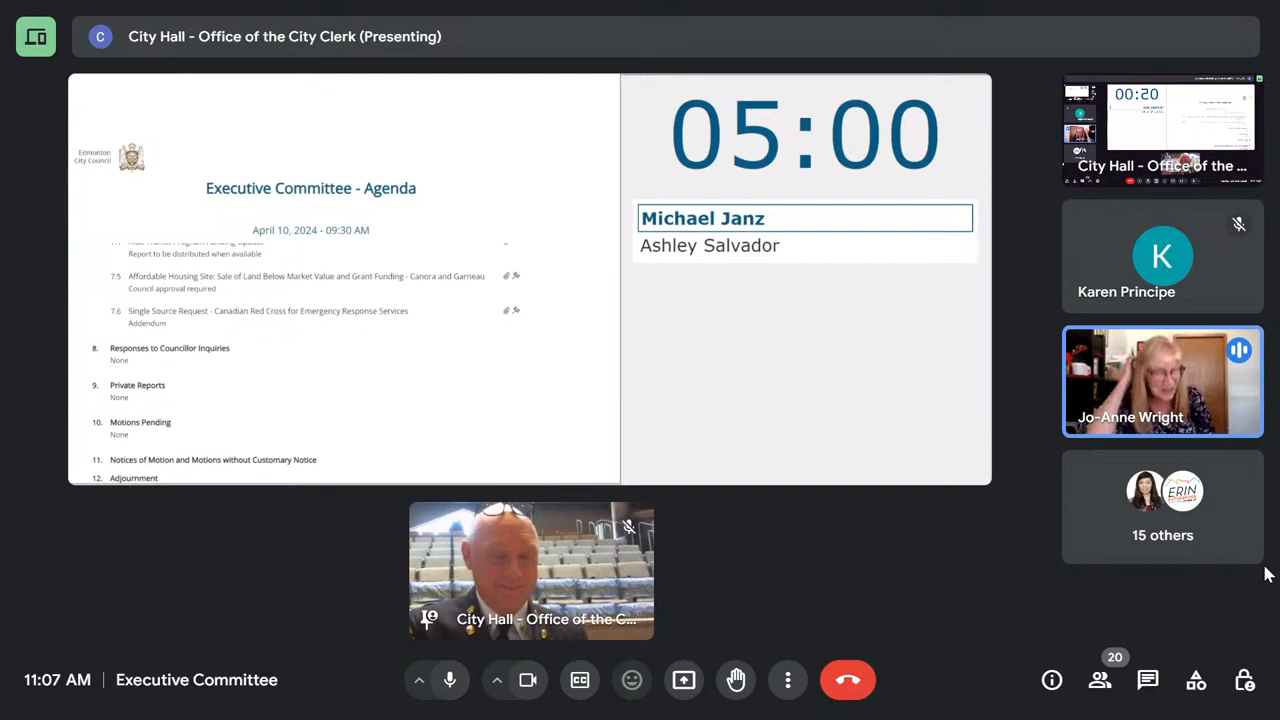 City Hall - Office of the City Clerk (Presenting)
C
Edmonton
City Council
Executive Committee - Agenda
April 10, 2024 - 09:30 AM
Report to be distributed when available
7.5 Affordable Housing Site: Sale of Land Below Market Value and Grant Funding - Canora and Garneau
Council approval required
7.6 Single Source Request - Canadian Red Cross for Emergency Response Services
Addendum
8. Responses to Councillor Inquiries
None
9. Private Reports
None
10. Motions Pending
None
11. Notices of Motion and Motions without Customary Notice
12. Adjournment
05:00
Michael Janz
Ashley Salvador
00:20
City Hall - Office of the ...
K
Karen Principe
Jo-Anne Wright
ERIN
15 others
City Hall - Office of the C...
11:07 AM
Executive Committee
CC
20